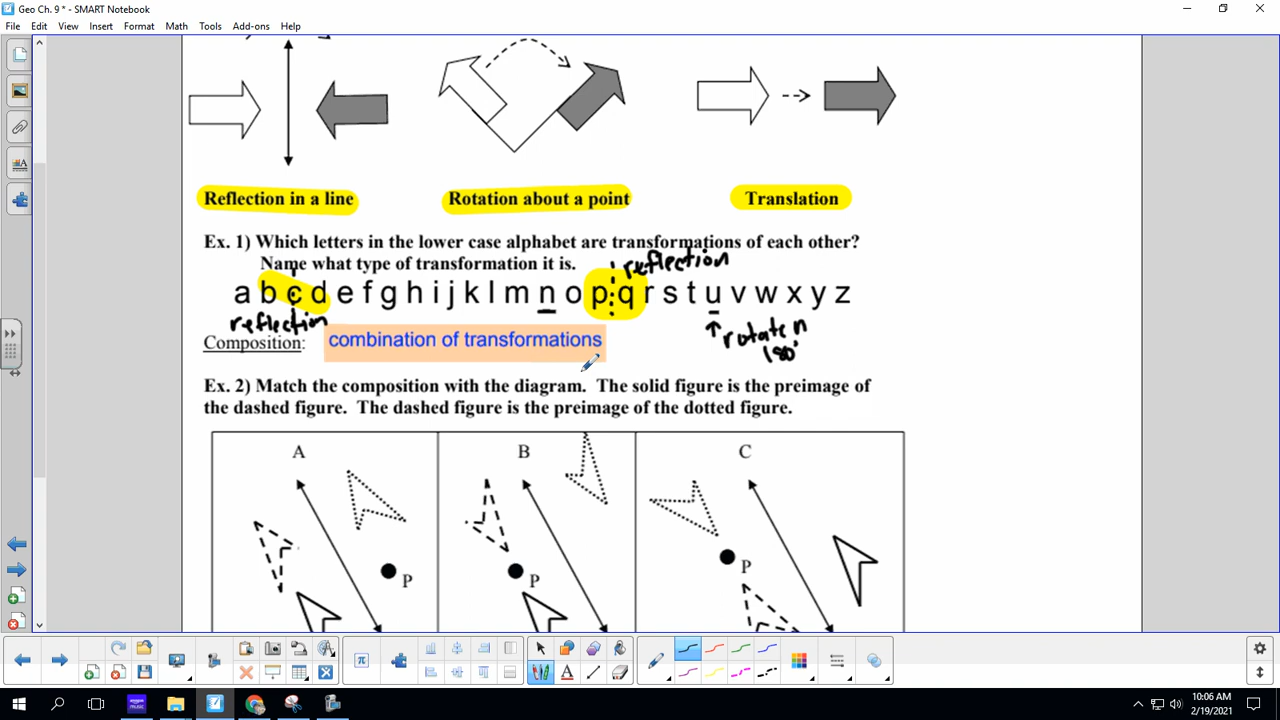 Geo Ch. 9 * - SMART Notebook
File Edit View Insert Format Math Tools Add-ons Help
Reflection in a line Rotation about a point Translation
Ex. 1) Which letters in the lower case alphabet are transformations of each other?
Name what type of transformation it is.
reflection
a b c d e f g h i j k l m n o p q r s t u v w x y z
reflection
rotate n
180°
Composition: combination of transformations
Ex. 2) Match the composition with the diagram. The solid figure is the preimage of
the dashed figure. The dashed figure is the preimage of the dotted figure.
A B C
P P P
10:06 AM
2/19/2021